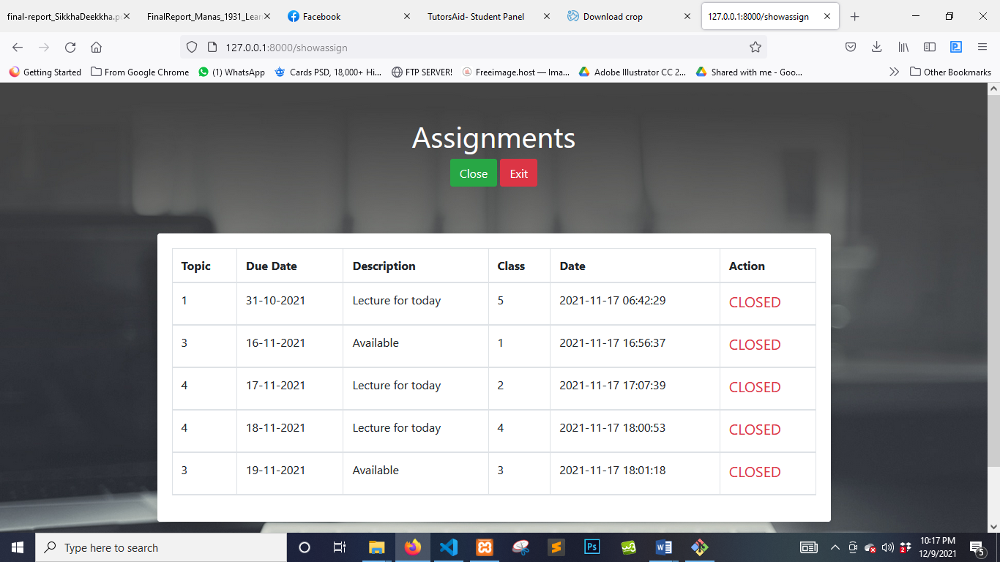 final-report_SikkhaDeekkha.p
FinalReport_Manas_1931_Lear
Facebook
TutorsAid- Student Panel
Download crop
127.0.0.1:8000/showassign
127.0.0.1:8000/showassign
Getting Started
From Google Chrome
(1) WhatsApp
Cards PSD, 18,000+ Hi...
FTP SERVER!
Freeimage.host — Ima...
Adobe Illustrator CC 2...
Shared with me - Goo...
Other Bookmarks
Assignments
Close Exit
Topic Due Date Description Class Date Action
1 31-10-2021 Lecture for today 5 2021-11-17 06:42:29 CLOSED
3 16-11-2021 Available 1 2021-11-17 16:56:37 CLOSED
4 17-11-2021 Lecture for today 2 2021-11-17 17:07:39 CLOSED
4 18-11-2021 Lecture for today 4 2021-11-17 18:00:53 CLOSED
3 19-11-2021 Available 3 2021-11-17 18:01:18 CLOSED
Type here to search
Ps
2
10:17 PM
12/9/2021
5